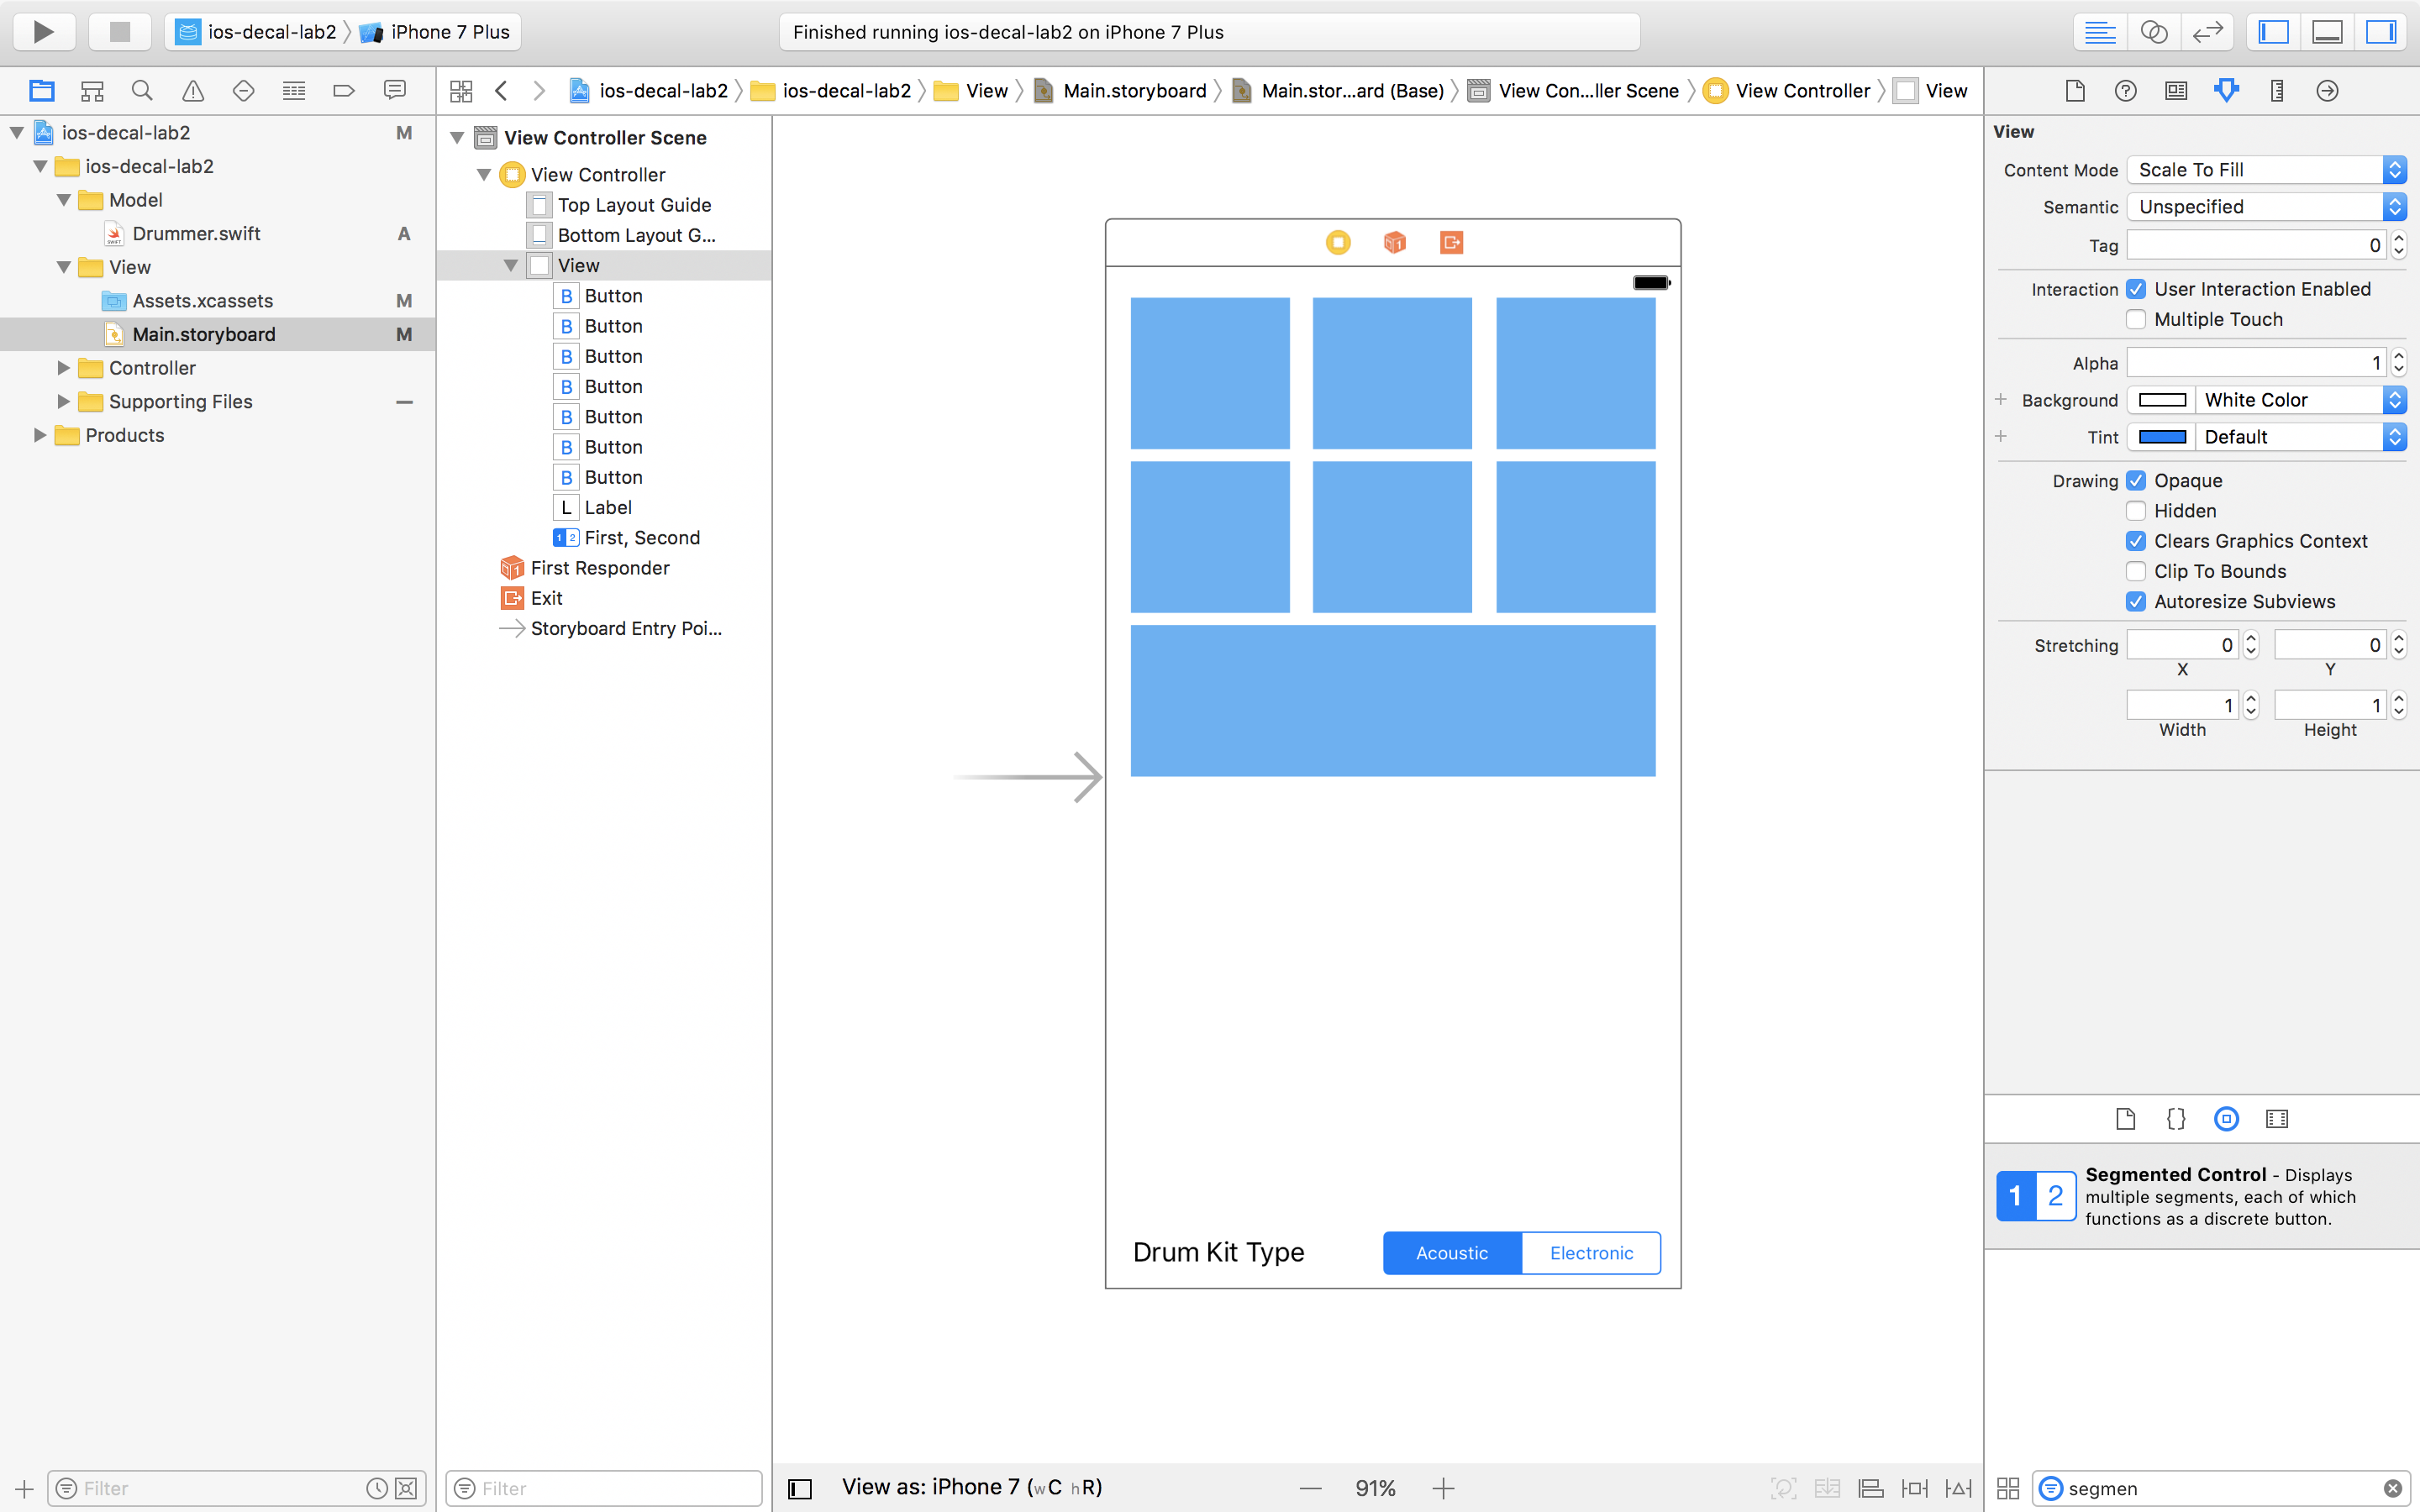 ios-decal-lab2 iPhone 7 Plus
Finished running ios-decal-lab2 on iPhone 7 Plus
ios-decal-lab2 ios-decal-lab2 View Main.storyboard Main.stor...ard (Base) View Con...ller Scene View Controller View
ios-decal-lab2 M
ios-decal-lab2
Model
Drummer.swift A
View
Assets.xcassets M
Main.storyboard M
Controller
Supporting Files
Products
Filter
View Controller Scene
View Controller
Top Layout Guide
Bottom Layout G...
View
B Button
B Button
B Button
B Button
B Button
B Button
B Button
L Label
1 2 First, Second
First Responder
Exit
Storyboard Entry Poi...
Filter
Drum Kit Type Acoustic Electronic
View as: iPhone 7 (wC hR) 91%
View
Content Mode Scale To Fill
Semantic Unspecified
Tag 0
Interaction User Interaction Enabled
Multiple Touch
Alpha 1
Background White Color
Tint Default
Drawing Opaque
Hidden
Clears Graphics Context
Clip To Bounds
Autoresize Subviews
Stretching 0 0
X Y
1 1
Width Height
{}
1 2
Segmented Control - Displays
multiple segments, each of which
functions as a discrete button.
segmen